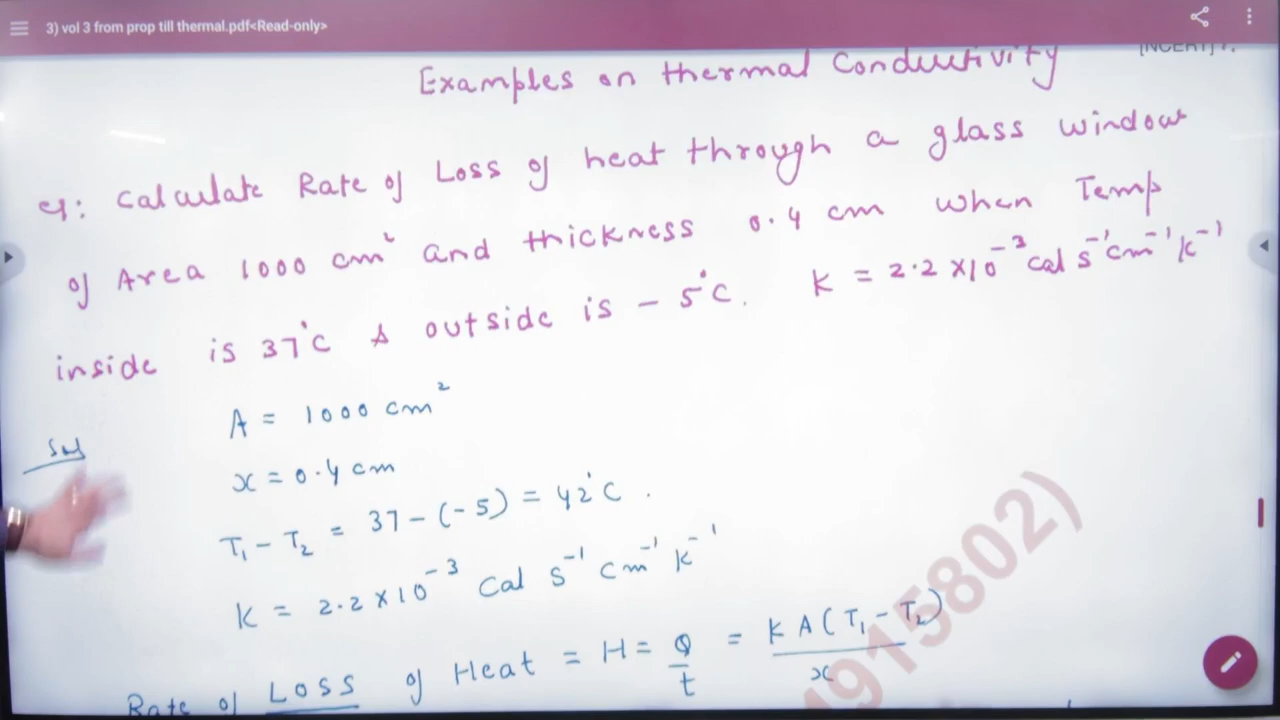 3) vol 3 from prop till thermal.pdf<Read-only>
[NCERT]
Examples on thermal Conductivity
Q: Calculate Rate of Loss of heat through a glass window
of Area 1000 cm² and thickness 0.4 cm when Temp
inside is 37°C & outside is - 5°C. K = 2.2 x10⁻³ cal s⁻¹ cm⁻¹ k⁻¹
Sol
A = 1000 cm²
x = 0.4 cm
T₁ - T₂ = 37 - (-5) = 42°C.
K = 2.2 x 10⁻³ Cal s⁻¹ cm⁻¹ k⁻¹
Rate of Loss of Heat = H = Q/t = K A (T₁ - T₂)/x
4915802)